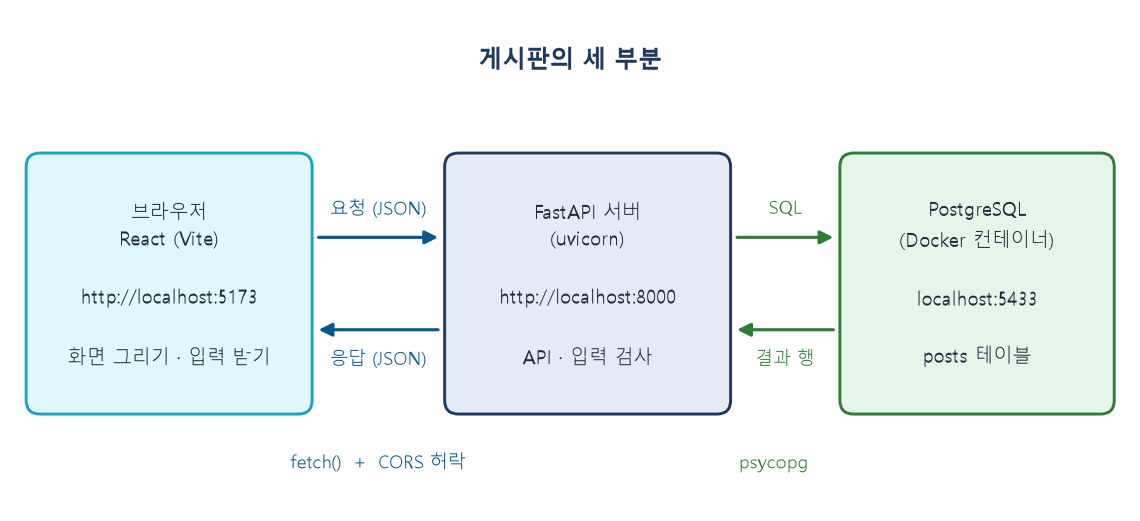 게시판의 세 부분
브라우저
React (Vite)
http://localhost:5173
화면 그리기 · 입력 받기
요청 (JSON)
응답 (JSON)
FastAPI 서버
(uvicorn)
http://localhost:8000
API · 입력 검사
SQL
결과 행
PostgreSQL
(Docker 컨테이너)
localhost:5433
posts 테이블
fetch() + CORS 허락
psycopg